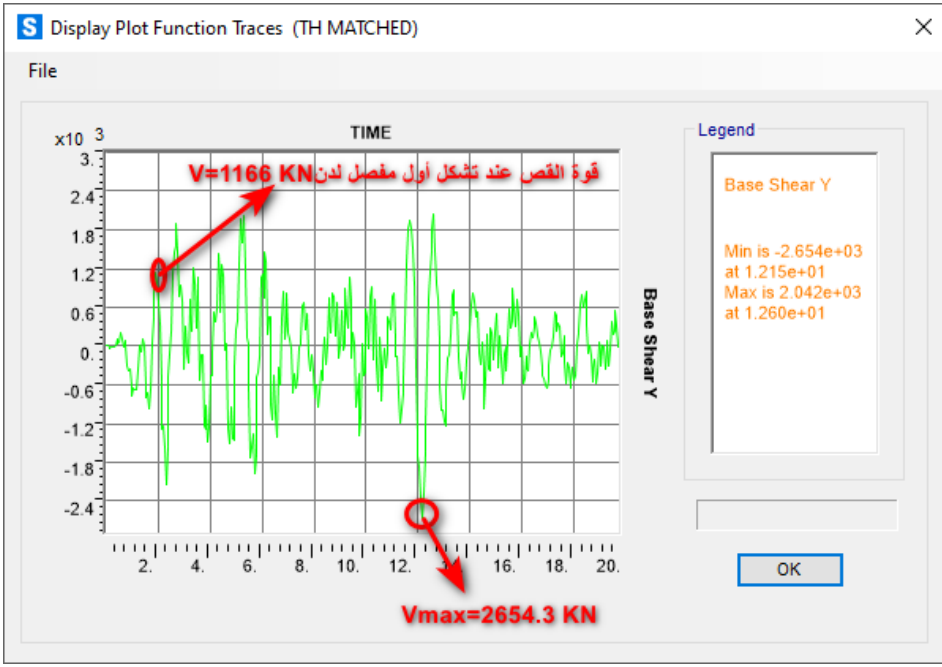 S Display Plot Function Traces (TH MATCHED)
File
TIME
x10 3
3.
2.4
1.8
1.2
0.6
0.
-0.6
-1.2
-1.8
-2.4
قوة القص عند تشكل أول مفصل لدن V=1166 KN
Base Shear Y
2. 4. 6. 8. 10. 12. 16. 18. 20.
Vmax=2654.3 KN
Legend
Base Shear Y
Min is -2.654e+03
at 1.215e+01
Max is 2.042e+03
at 1.260e+01
OK